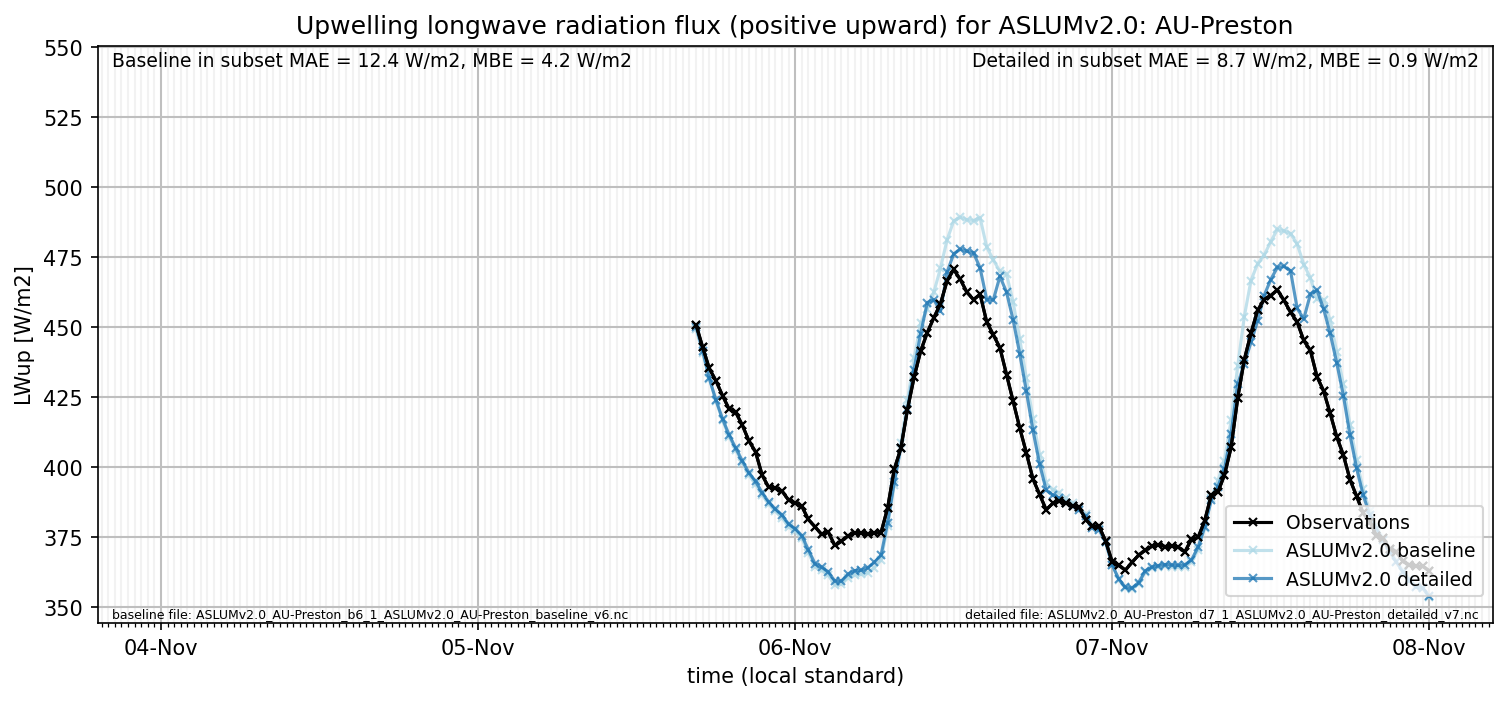 Upwelling longwave radiation flux (positive upward) for ASLUMv2.0: AU-Preston
Baseline in subset MAE = 12.4 W/m2, MBE = 4.2 W/m2
Detailed in subset MAE = 8.7 W/m2, MBE = 0.9 W/m2
LWup [W/m2]
550
525
500
475
450
425
400
375
350
Observations
ASLUMv2.0 baseline
ASLUMv2.0 detailed
baseline file: ASLUMv2.0_AU-Preston_b6_1_ASLUMv2.0_AU-Preston_baseline_v6.nc
detailed file: ASLUMv2.0_AU-Preston_d7_1_ASLUMv2.0_AU-Preston_detailed_v7.nc
04-Nov
05-Nov
06-Nov
07-Nov
08-Nov
time (local standard)